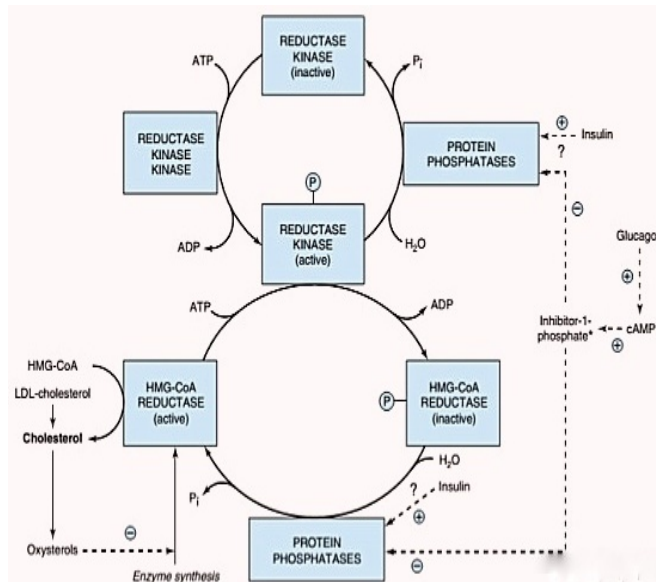 REDUCTASE
KINASE
(inactive)
ATP
Pi
REDUCTASE
KINASE
KINASE
PROTEIN
PHOSPHATASES
+
Insulin
?
P
−
REDUCTASE
KINASE
(active)
ADP
H2O
Glucago
+
ATP
ADP
Inhibitor-1-
phosphate*
cAMP
+
HMG-CoA
LDL-cholesterol
Cholesterol
HMG-CoA
REDUCTASE
(active)
P
HMG-CoA
REDUCTASE
(inactive)
H2O
Pi
?
Insulin
+
Oxysterols
−
PROTEIN
PHOSPHATASES
−
Enzyme synthesis